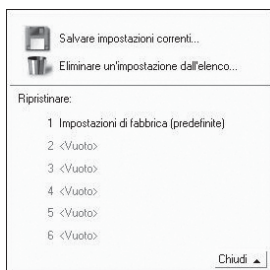 Salvare impostazioni correnti...
Eliminare un'impostazione dall'elenco...
Ripristinare:
1 Impostazioni di fabbrica (predefinite)
2 <Vuoto>
3 <Vuoto>
4 <Vuoto>
5 <Vuoto>
6 <Vuoto>
Chiudi